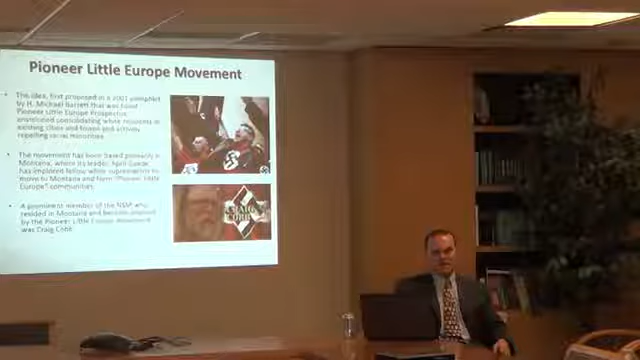 Pioneer Little Europe Movement
The idea, first proposed in a 2001 pamphlet
by H. Michael Barrett that was titled
Pioneer Little Europe Prospectus
consolidating white residents in
existing cities and towns and actively
repelling racial minorities.
The movement has been based primarily in
Montana, where its leader, April Gaede,
has implored fellow white supremacists to
move to Montana and form "Pioneer Little
Europe" communities.
A prominent member of the NSM who
resided in Montana and became
by the Pioneer Little Europe Movement
was Craig Cobb
CRAIG
COBB